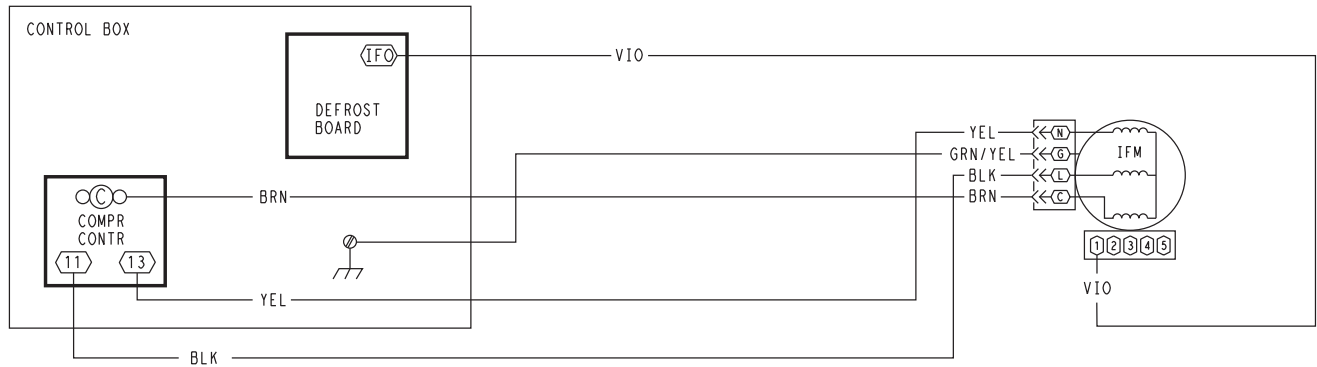 CONTROL BOX
IFO
VIO
DEFROST
BOARD
YEL
N
GRN/YEL
G
IFM
BLK
L
BRN
C
C
BRN
COMPR
CONTR
11
13
1 2 3 4 5
VIO
YEL
BLK